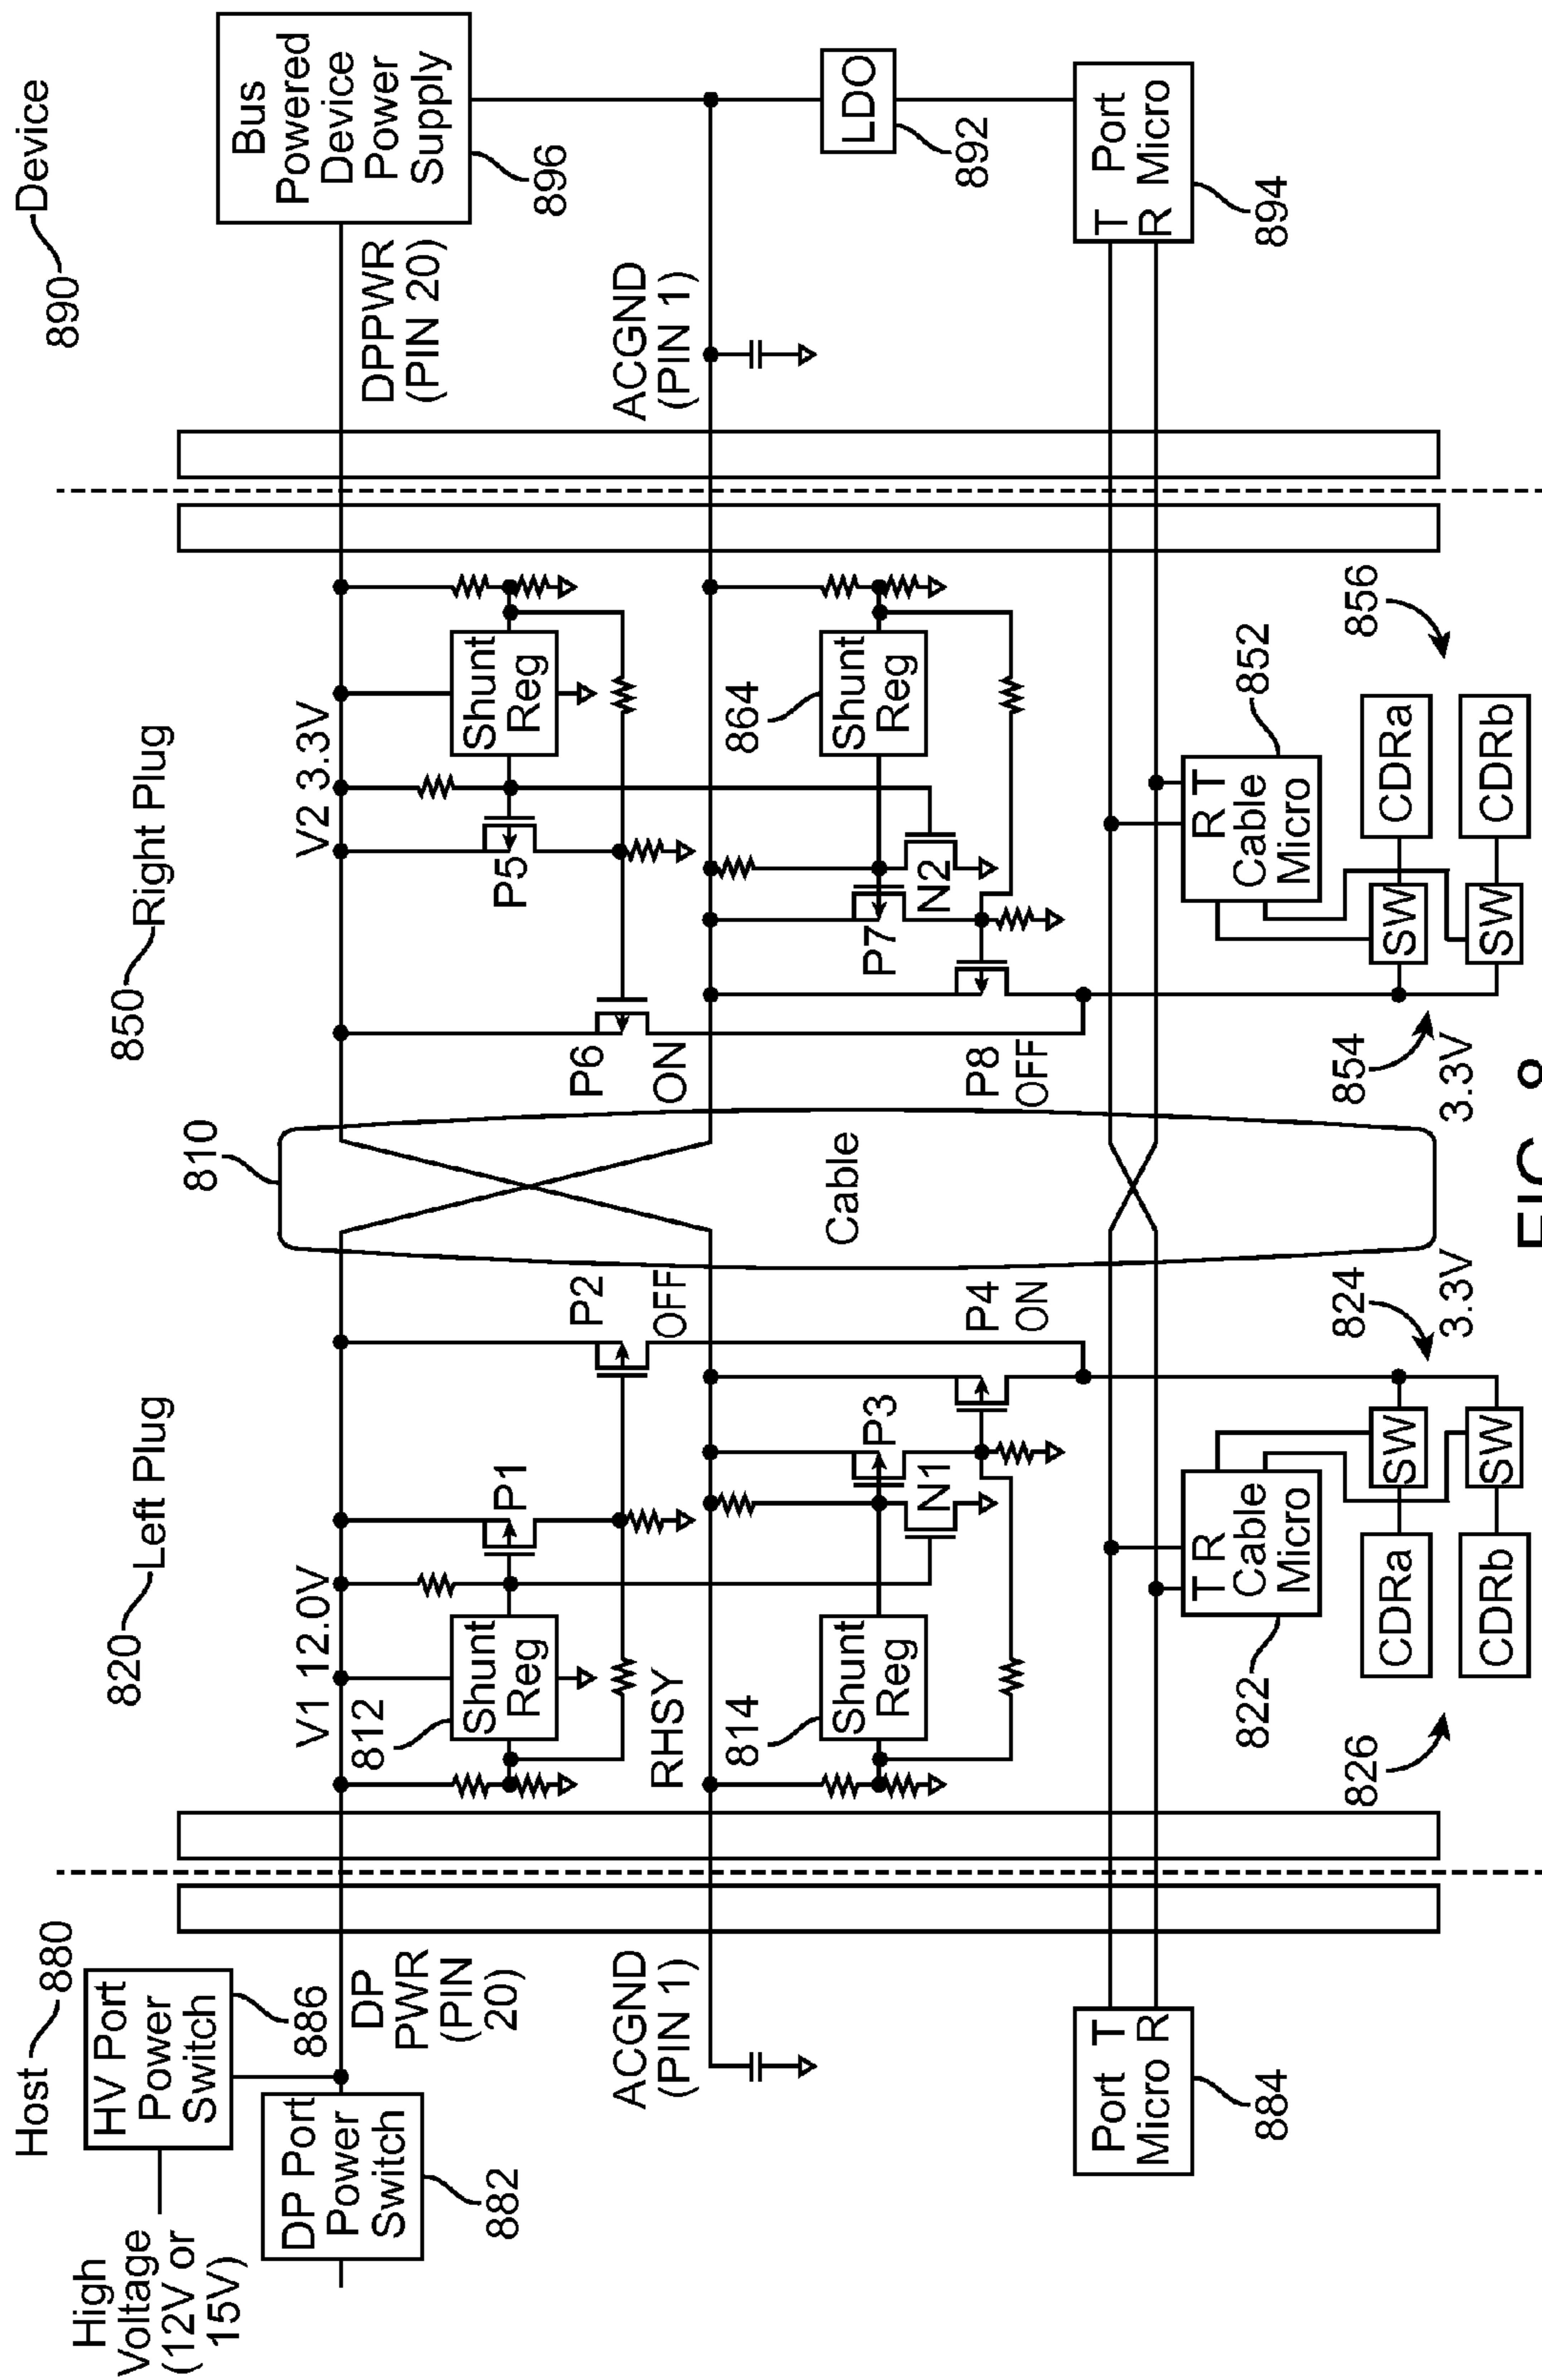 Host 880
Device
890
High
Voltage
(12V or
15V)
HV Port
Power
Switch
886
DP Port
Power
Switch
882
DP
PWR
(PIN
20)
ACGND
(PIN 1)
Port T
Micro R
884
820 Left Plug
V1 12.0V
812
Shunt
Reg
P1
P2
OFF
RHSY
814
Shunt
Reg
P3
N1
P4
ON
T R
Cable
Micro
822
826
CDRa
SW
CDRb
SW
824
3.3V
810
Cable
850 Right Plug
V2 3.3V
Shunt
Reg
P5
P6
ON
864
Shunt
Reg
P7
N2
P8
OFF
R T
Cable
Micro
852
856
SW
CDRa
SW
CDRb
854
3.3V
Bus
Powered
Device
Power
Supply
896
DPPWR
(PIN 20)
ACGND
(PIN 1)
LDO
892
T Port
R Micro
894